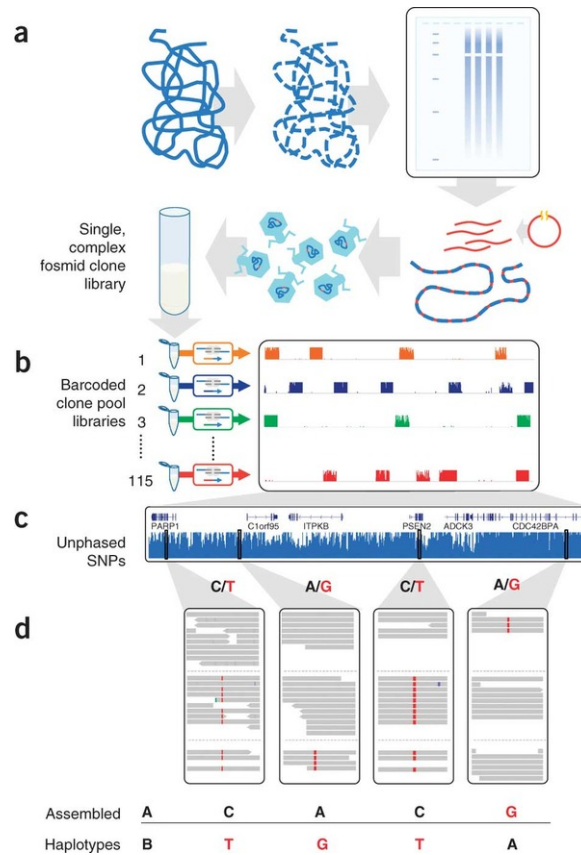 a
Single,
complex
fosmid clone
library
b
Barcoded
clone pool
libraries
1
2
3
115
c
Unphased
SNPs
PARP1 C1orf95 ITPKB PSEN2 ADCK3 CDC42BPA
C/T A/G C/T A/G
d
Assembled A C A C G
Haplotypes B T G T A